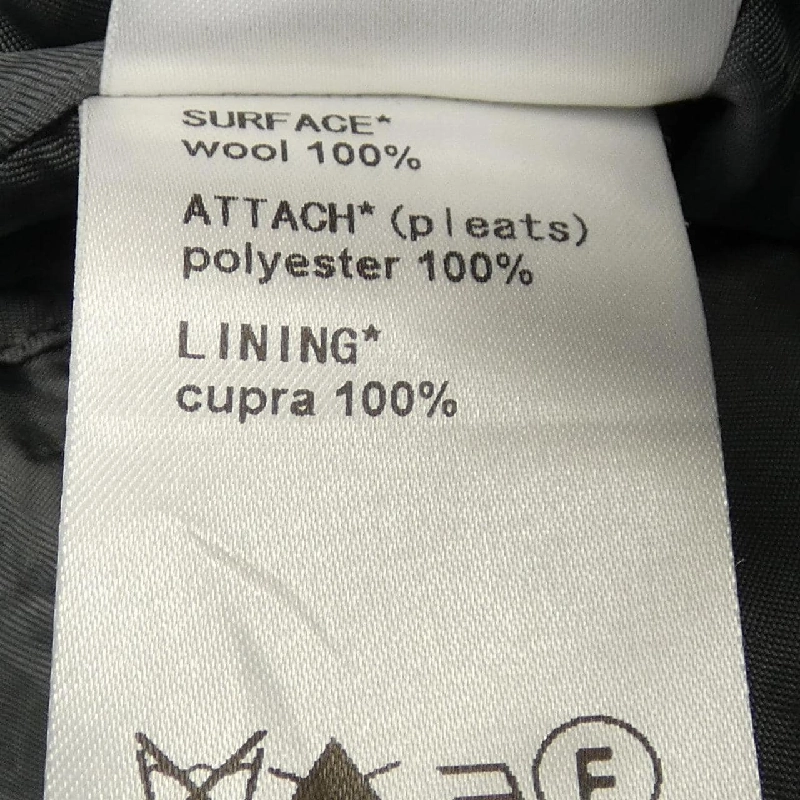 SURFACE*
wool 100%
ATTACH* (pleats)
polyester 100%
LINING*
cupra 100%
F